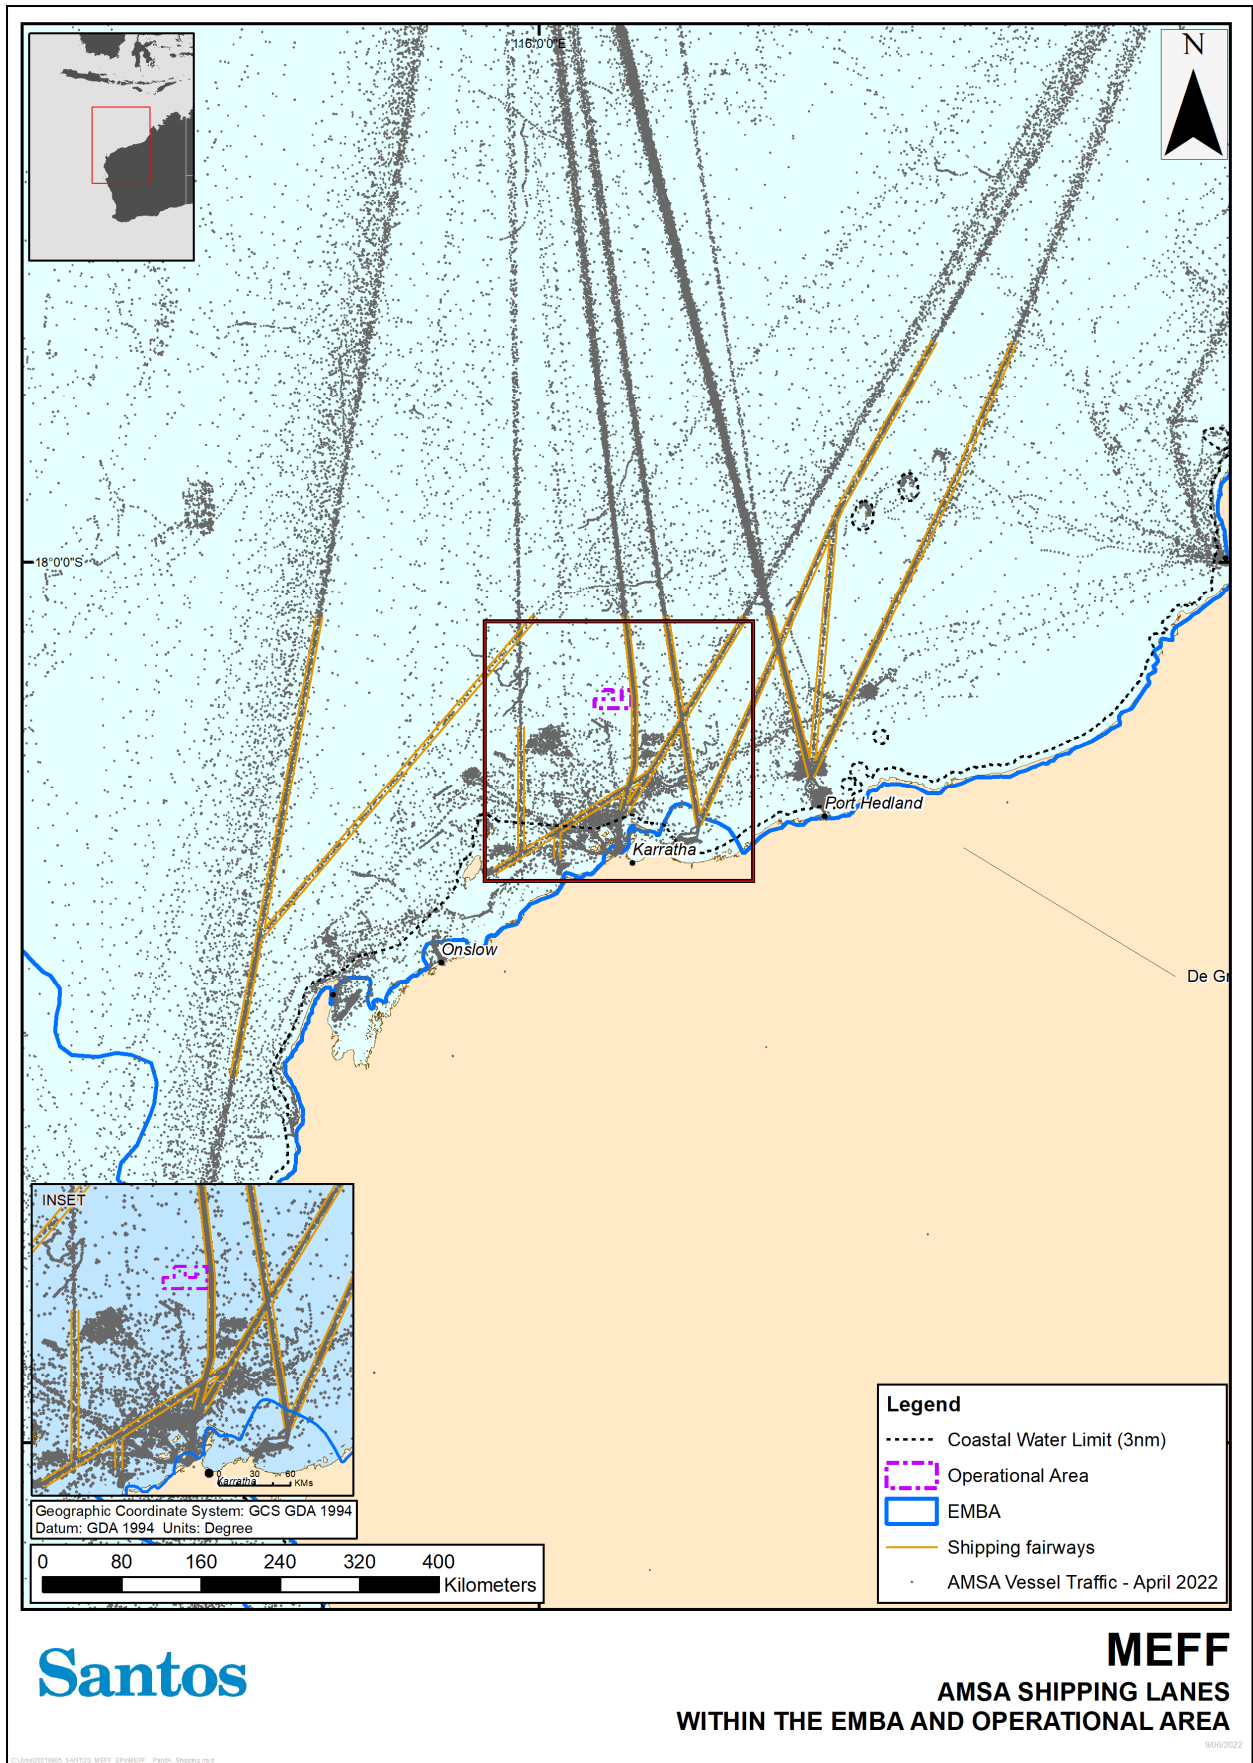 116°0'0"E
N
18°0'0"S
Port Hedland
Karratha
Onslow
De Gr
INSET
Karratha
0 30 60
KMs
Geographic Coordinate System: GCS GDA 1994
Datum: GDA 1994 Units: Degree
0 80 160 240 320 400
Kilometers
Legend
Coastal Water Limit (3nm)
Operational Area
EMBA
Shipping fairways
AMSA Vessel Traffic - April 2022
Santos
MEFF
AMSA SHIPPING LANES
WITHIN THE EMBA AND OPERATIONAL AREA
9/06/2022